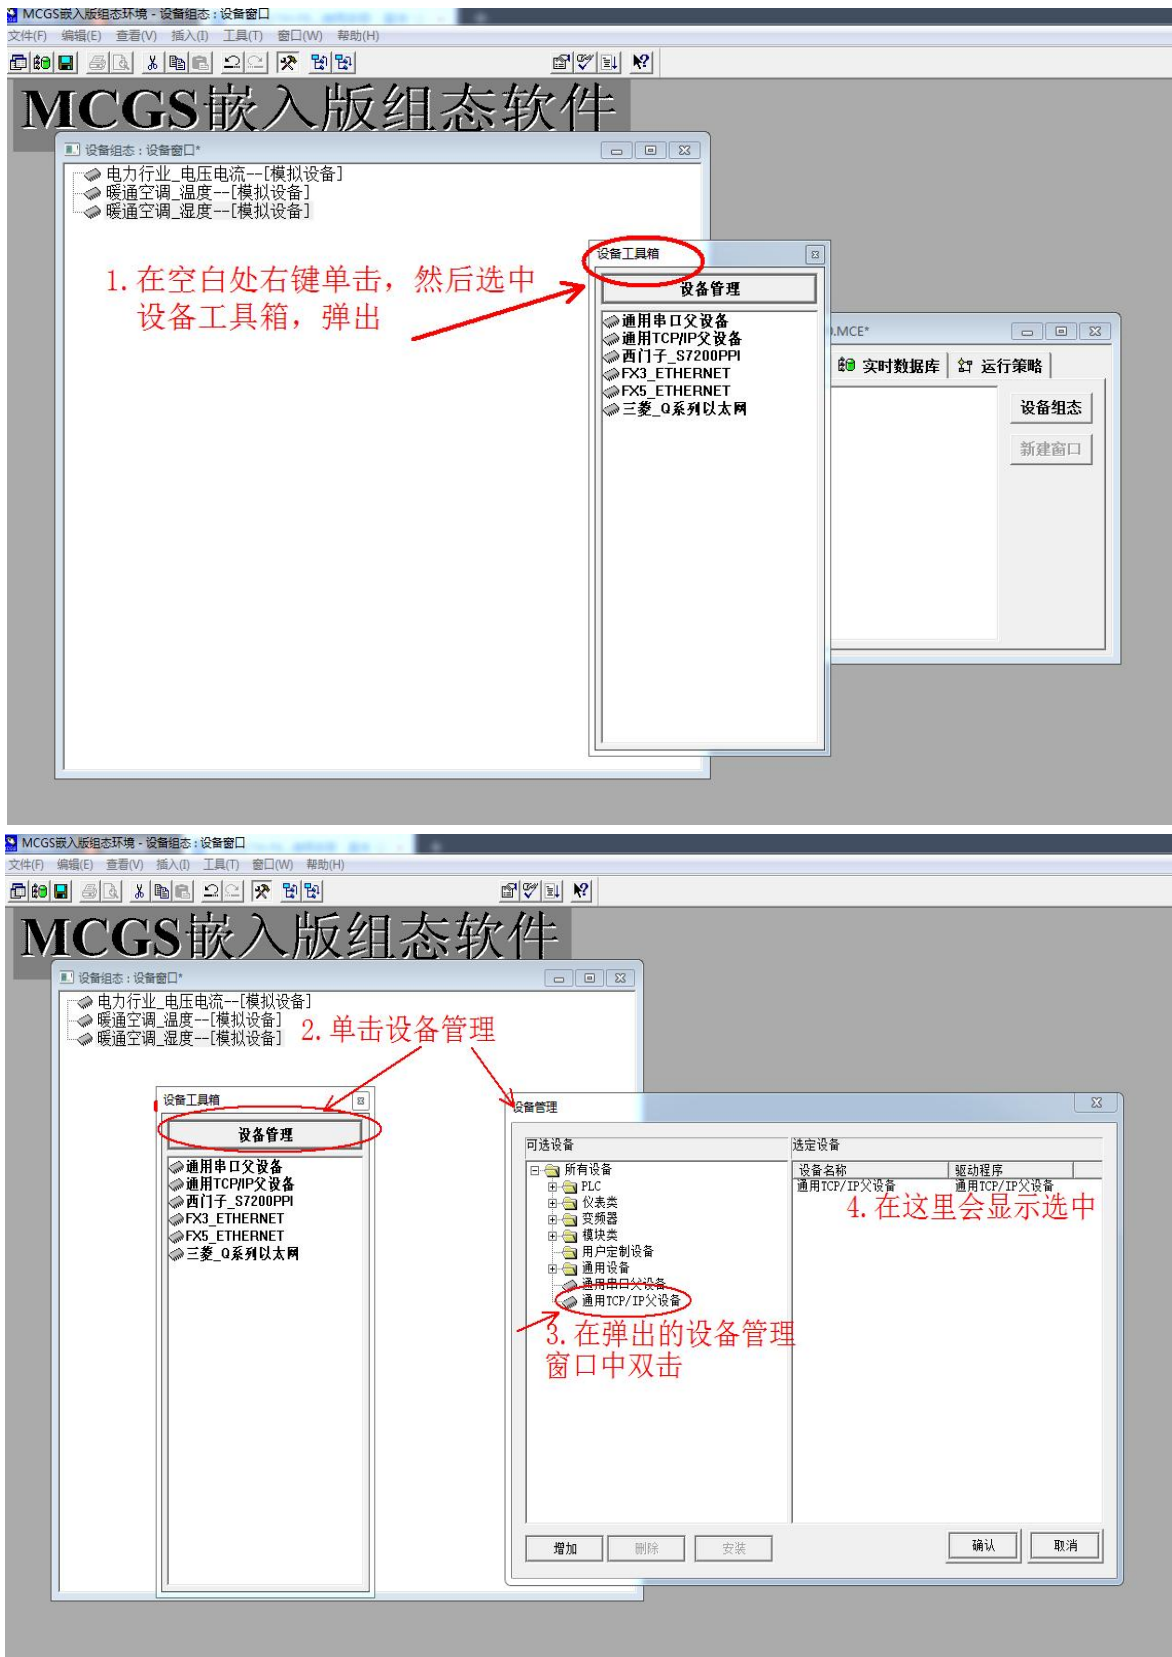 MCGS嵌入版组态环境 - 设备组态 : 设备窗口
文件(F) 编辑(E) 查看(V) 插入(I) 工具(T) 窗口(W) 帮助(H)
MCGS嵌入版组态软件
设备组态 : 设备窗口*
电力行业_电压电流--[模拟设备]
暖通空调_温度--[模拟设备]
暖通空调_湿度--[模拟设备]
1.在空白处右键单击，然后选中
设备工具箱，弹出
设备工具箱
设备管理
通用串口父设备
通用TCP/IP父设备
西门子_S7200PPI
FX3_ETHERNET
FX5_ETHERNET
三菱_Q系列以太网
.MCE*
实时数据库 运行策略
设备组态
新建窗口
MCGS嵌入版组态环境 - 设备组态 : 设备窗口
文件(F) 编辑(E) 查看(V) 插入(I) 工具(T) 窗口(W) 帮助(H)
MCGS嵌入版组态软件
设备组态 : 设备窗口*
电力行业_电压电流--[模拟设备]
暖通空调_温度--[模拟设备]
暖通空调_湿度--[模拟设备]
2.单击设备管理
设备工具箱
设备管理
通用串口父设备
通用TCP/IP父设备
西门子_S7200PPI
FX3_ETHERNET
FX5_ETHERNET
三菱_Q系列以太网
设备管理
可选设备
所有设备
PLC
仪表类
变频器
模块类
用户定制设备
通用设备
通用串口父设备
通用TCP/IP父设备
3.在弹出的设备管理
窗口中双击
选定设备
设备名称 驱动程序
通用TCP/IP父设备 通用TCP/IP父设备
4.在这里会显示选中
增加 删除 安装 确认 取消